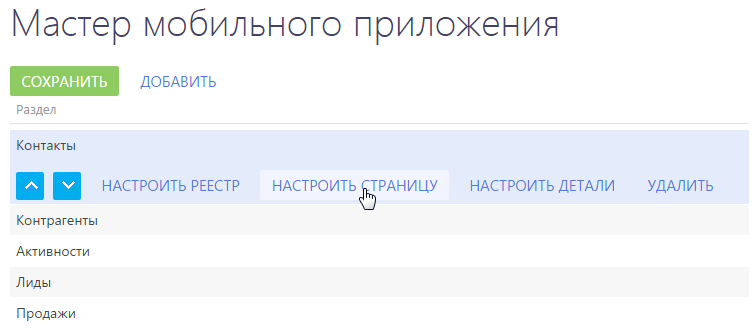 Мастер мобильного приложения
СОХРАНИТЬ ДОБАВИТЬ
Раздел
Контакты
НАСТРОИТЬ РЕЕСТР НАСТРОИТЬ СТРАНИЦУ НАСТРОИТЬ ДЕТАЛИ УДАЛИТЬ
Контрагенты
Активности
Лиды
Продажи